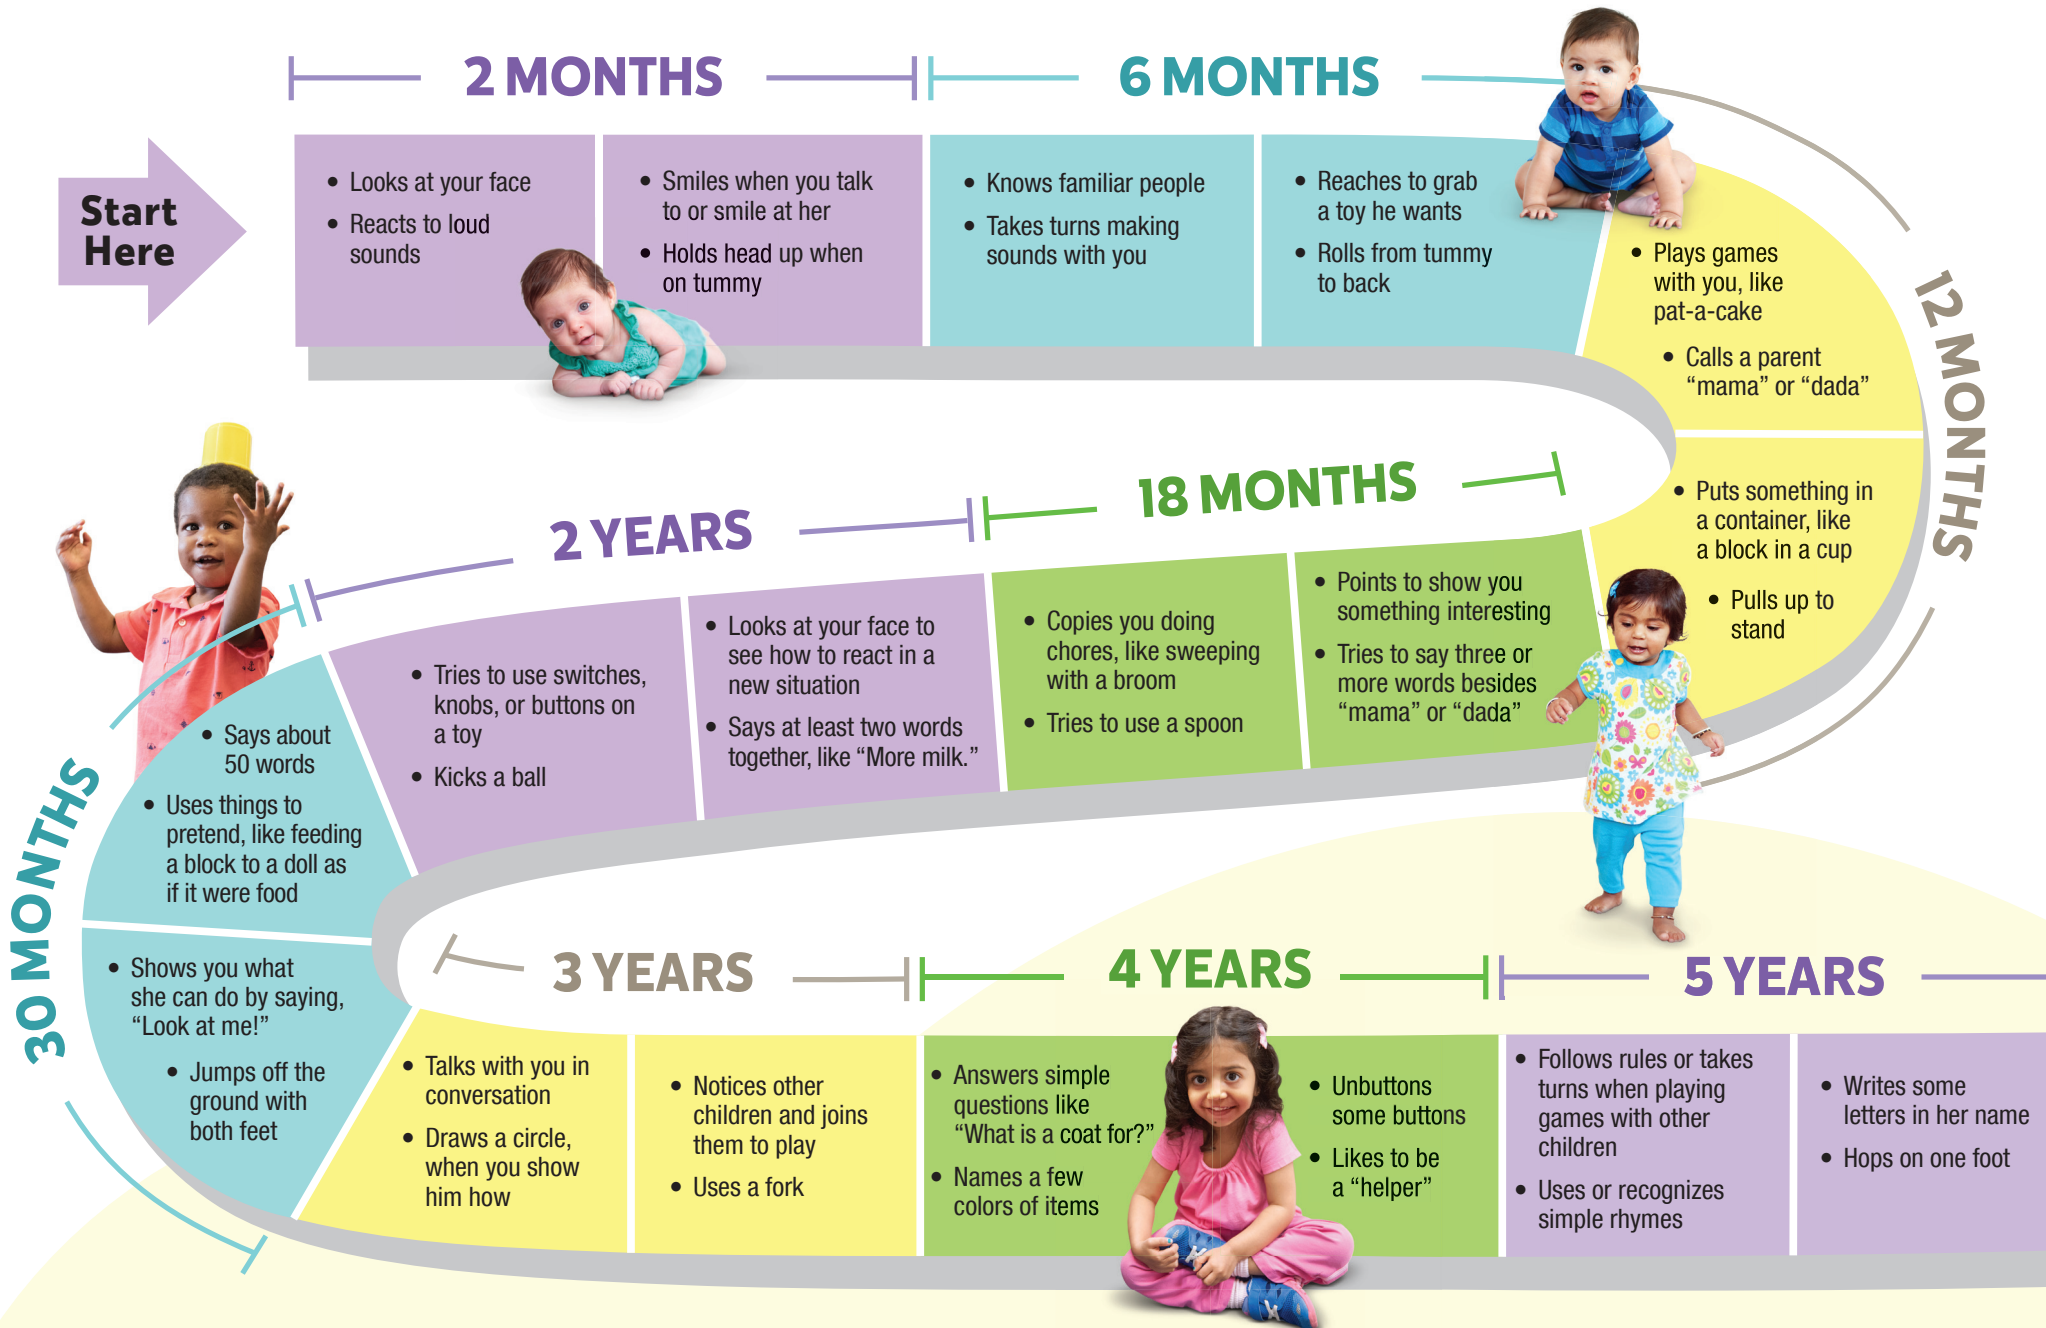 2 MONTHS
6 MONTHS
Start
Here
• Looks at your face
• Reacts to loud
sounds
• Smiles when you talk
to or smile at her
• Holds head up when
on tummy
• Knows familiar people
• Takes turns making
sounds with you
• Reaches to grab
a toy he wants
• Rolls from tummy
to back
12 MONTHS
• Plays games
with you, like
pat-a-cake
• Calls a parent
“mama” or “dada”
• Puts something in
a container, like
a block in a cup
• Pulls up to
stand
18 MONTHS
• Points to show you
something interesting
• Tries to say three or
more words besides
“mama” or “dada”
• Copies you doing
chores, like sweeping
with a broom
• Tries to use a spoon
2 YEARS
• Looks at your face to
see how to react in a
new situation
• Says at least two words
together, like “More milk.”
• Tries to use switches,
knobs, or buttons on
a toy
• Kicks a ball
30 MONTHS
• Says about
50 words
• Uses things to
pretend, like feeding
a block to a doll as
if it were food
• Shows you what
she can do by saying,
“Look at me!”
• Jumps off the
ground with
both feet
3 YEARS
• Talks with you in
conversation
• Draws a circle,
when you show
him how
• Notices other
children and joins
them to play
• Uses a fork
4 YEARS
• Answers simple
questions like
“What is a coat for?”
• Names a few
colors of items
• Unbuttons
some buttons
• Likes to be
a “helper”
5 YEARS
• Follows rules or takes
turns when playing
games with other
children
• Uses or recognizes
simple rhymes
• Writes some
letters in her name
• Hops on one foot